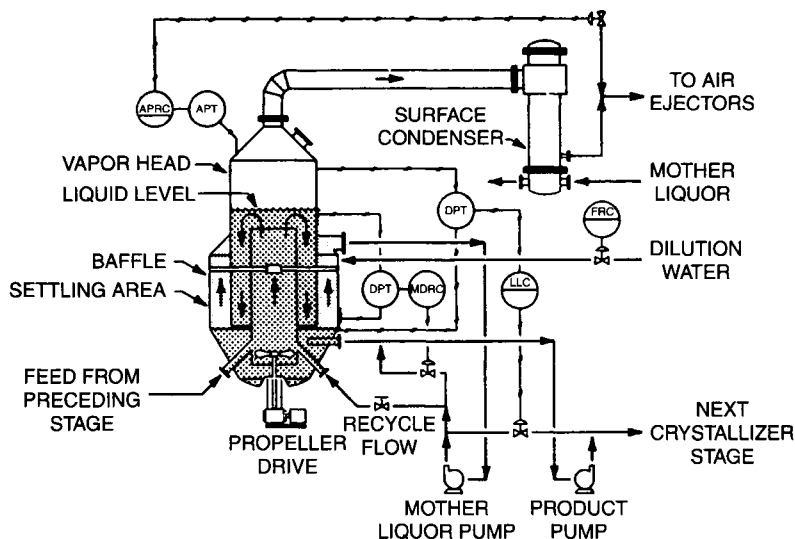 APRC
APT
TO AIR
EJECTORS
SURFACE
CONDENSER
VAPOR HEAD
LIQUID LEVEL
MOTHER
LIQUOR
DPT
FRC
DILUTION
WATER
BAFFLE
SETTLING AREA
DPT
MDRC
LLC
FEED FROM
PRECEDING
STAGE
RECYCLE
FLOW
PROPELLER
DRIVE
NEXT
CRYSTALLIZER
STAGE
MOTHER
LIQUOR PUMP
PRODUCT
PUMP